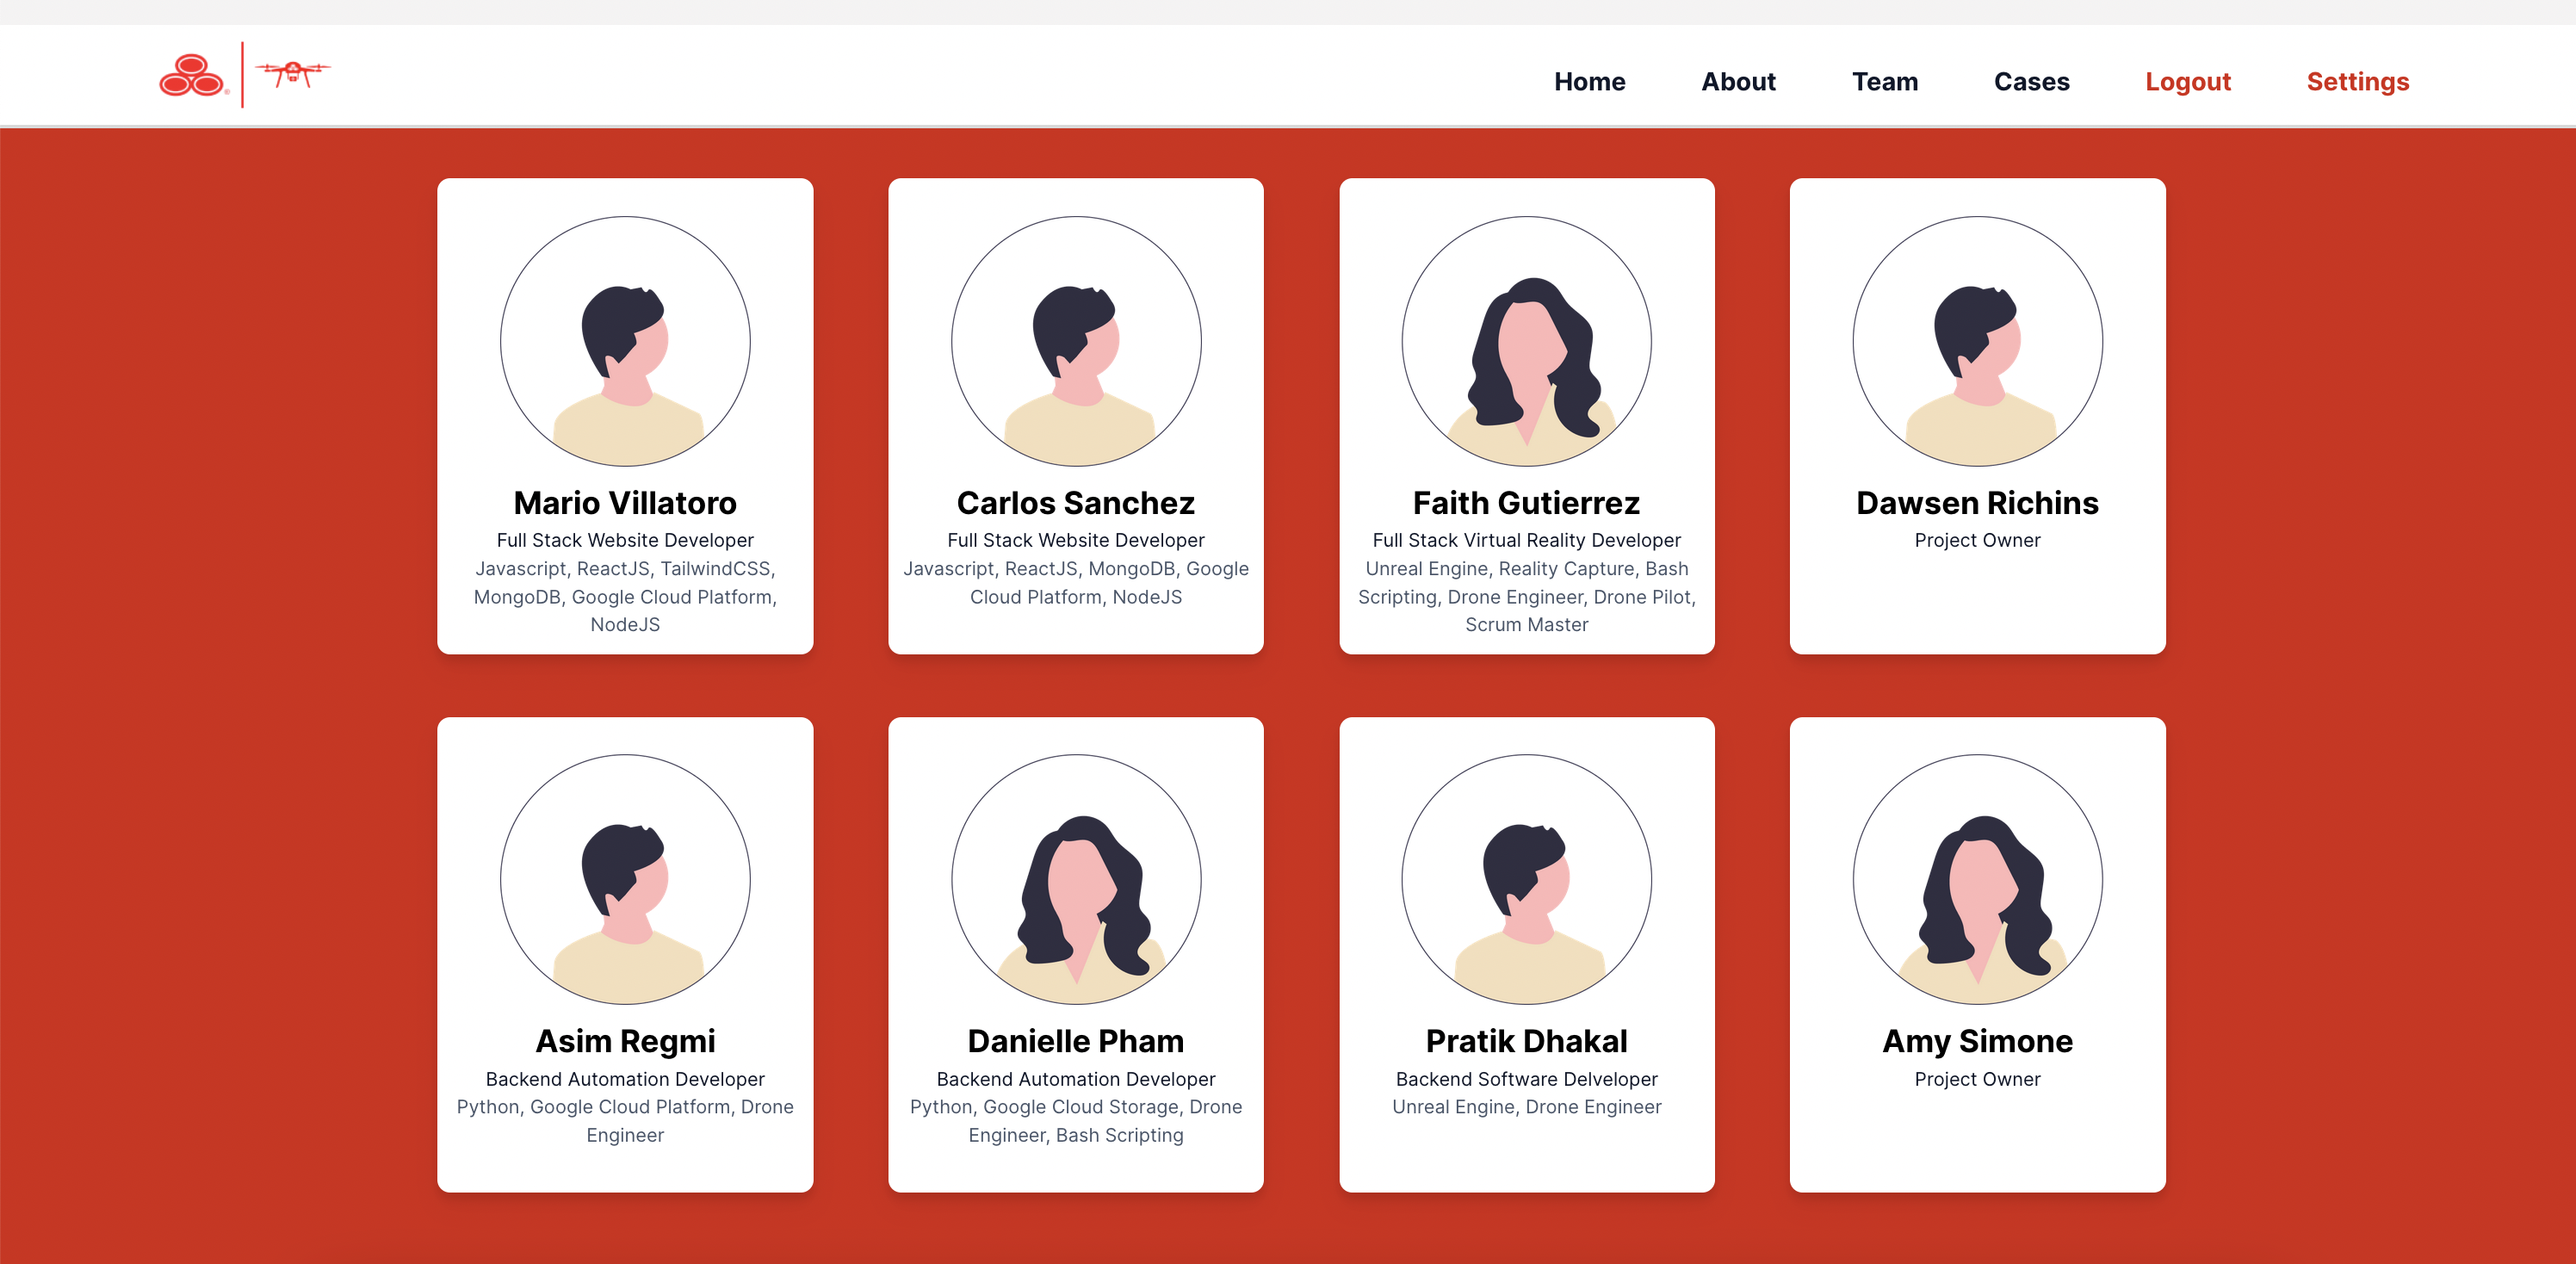 Home About Team Cases Logout Settings
Mario Villatoro
Full Stack Website Developer
Javascript, ReactJS, TailwindCSS,
MongoDB, Google Cloud Platform,
NodeJS
Carlos Sanchez
Full Stack Website Developer
Javascript, ReactJS, MongoDB, Google
Cloud Platform, NodeJS
Faith Gutierrez
Full Stack Virtual Reality Developer
Unreal Engine, Reality Capture, Bash
Scripting, Drone Engineer, Drone Pilot,
Scrum Master
Dawsen Richins
Project Owner
Asim Regmi
Backend Automation Developer
Python, Google Cloud Platform, Drone
Engineer
Danielle Pham
Backend Automation Developer
Python, Google Cloud Storage, Drone
Engineer, Bash Scripting
Pratik Dhakal
Backend Software Delveloper
Unreal Engine, Drone Engineer
Amy Simone
Project Owner